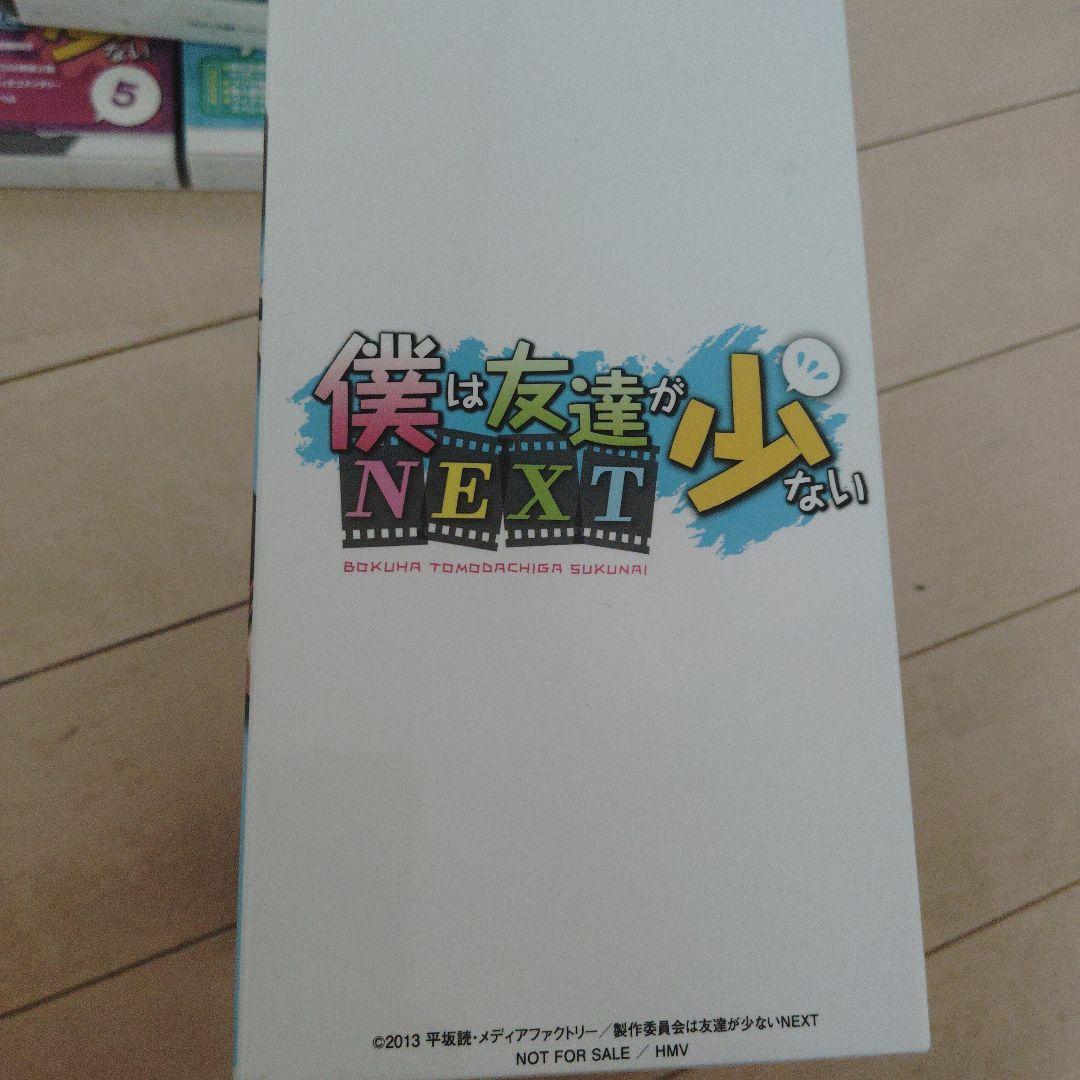 5
僕は友達が少ない
NEXT
BOKUHA TOMODACHIGA SUKUNAI
©2013 平坂読・メディアファクトリー／製作委員会は友達が少ないNEXT
NOT FOR SALE / HMV